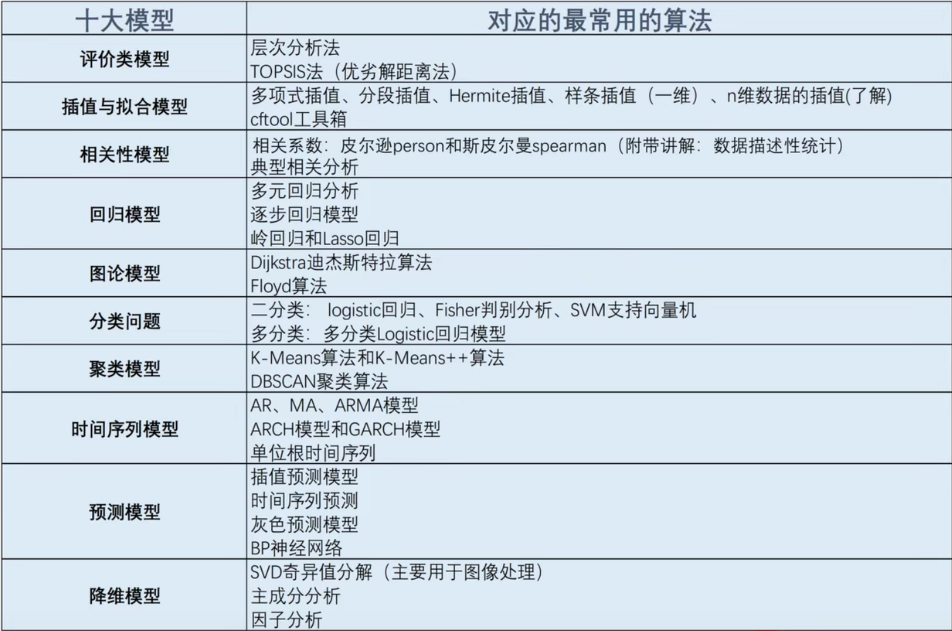 十大模型
对应的最常用的算法
评价类模型
层次分析法
TOPSIS法（优劣解距离法）
插值与拟合模型
多项式插值、分段插值、Hermite插值、样条插值（一维）、n维数据的插值(了解)
cftool工具箱
相关性模型
相关系数：皮尔逊person和斯皮尔曼spearman（附带讲解：数据描述性统计）
典型相关分析
回归模型
多元回归分析
逐步回归模型
岭回归和Lasso回归
图论模型
Dijkstra迪杰斯特拉算法
Floyd算法
分类问题
二分类： logistic回归、Fisher判别分析、SVM支持向量机
多分类：多分类Logistic回归模型
聚类模型
K-Means算法和K-Means++算法
DBSCAN聚类算法
时间序列模型
AR、MA、ARMA模型
ARCH模型和GARCH模型
单位根时间序列
预测模型
插值预测模型
时间序列预测
灰色预测模型
BP神经网络
降维模型
SVD奇异值分解（主要用于图像处理）
主成分分析
因子分析